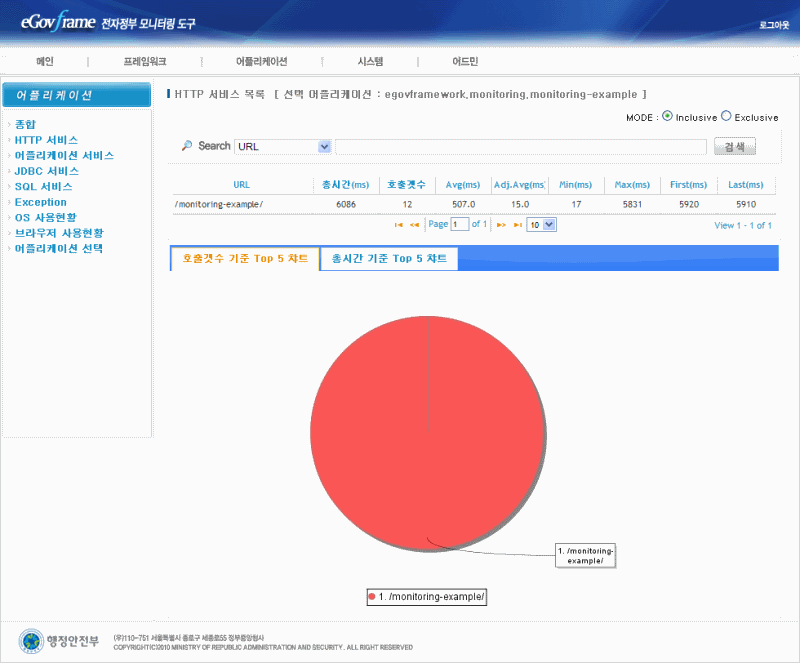 eGovframe 전자정부 모니터링 도구
로그아웃
메인 | 프레임워크 | 어플리케이션 | 시스템 | 어드민
어플리케이션
HTTP 서비스 목록 [ 선택 어플리케이션 : egovframework.monitoring.monitoring-example ]
MODE : Inclusive Exclusive
종합
HTTP 서비스
어플리케이션 서비스
JDBC 서비스
SQL 서비스
Exception
OS 사용현황
브라우저 사용현황
어플리케이션 선택
Search URL 검색
URL 총시간(ms) 호출갯수 Avg(ms) Adj.Avg(ms) Min(ms) Max(ms) First(ms) Last(ms)
/monitoring-example/ 6086 12 507.0 15.0 17 5831 5920 5910
Page 1 of 1 10 View 1 - 1 of 1
호출갯수 기준 Top 5 챠트 총시간 기준 Top 5 챠트
1. /monitoring-
example/
1. /monitoring-example/
행정안전부
(우)110-751 서울특별시 종로구 세종로55 정부중앙청사
COPYRIGHT(C)2010 MINISTRY OF REPUBLIC ADMINISTRATION AND SECURITY. ALL RIGHT RESERVED